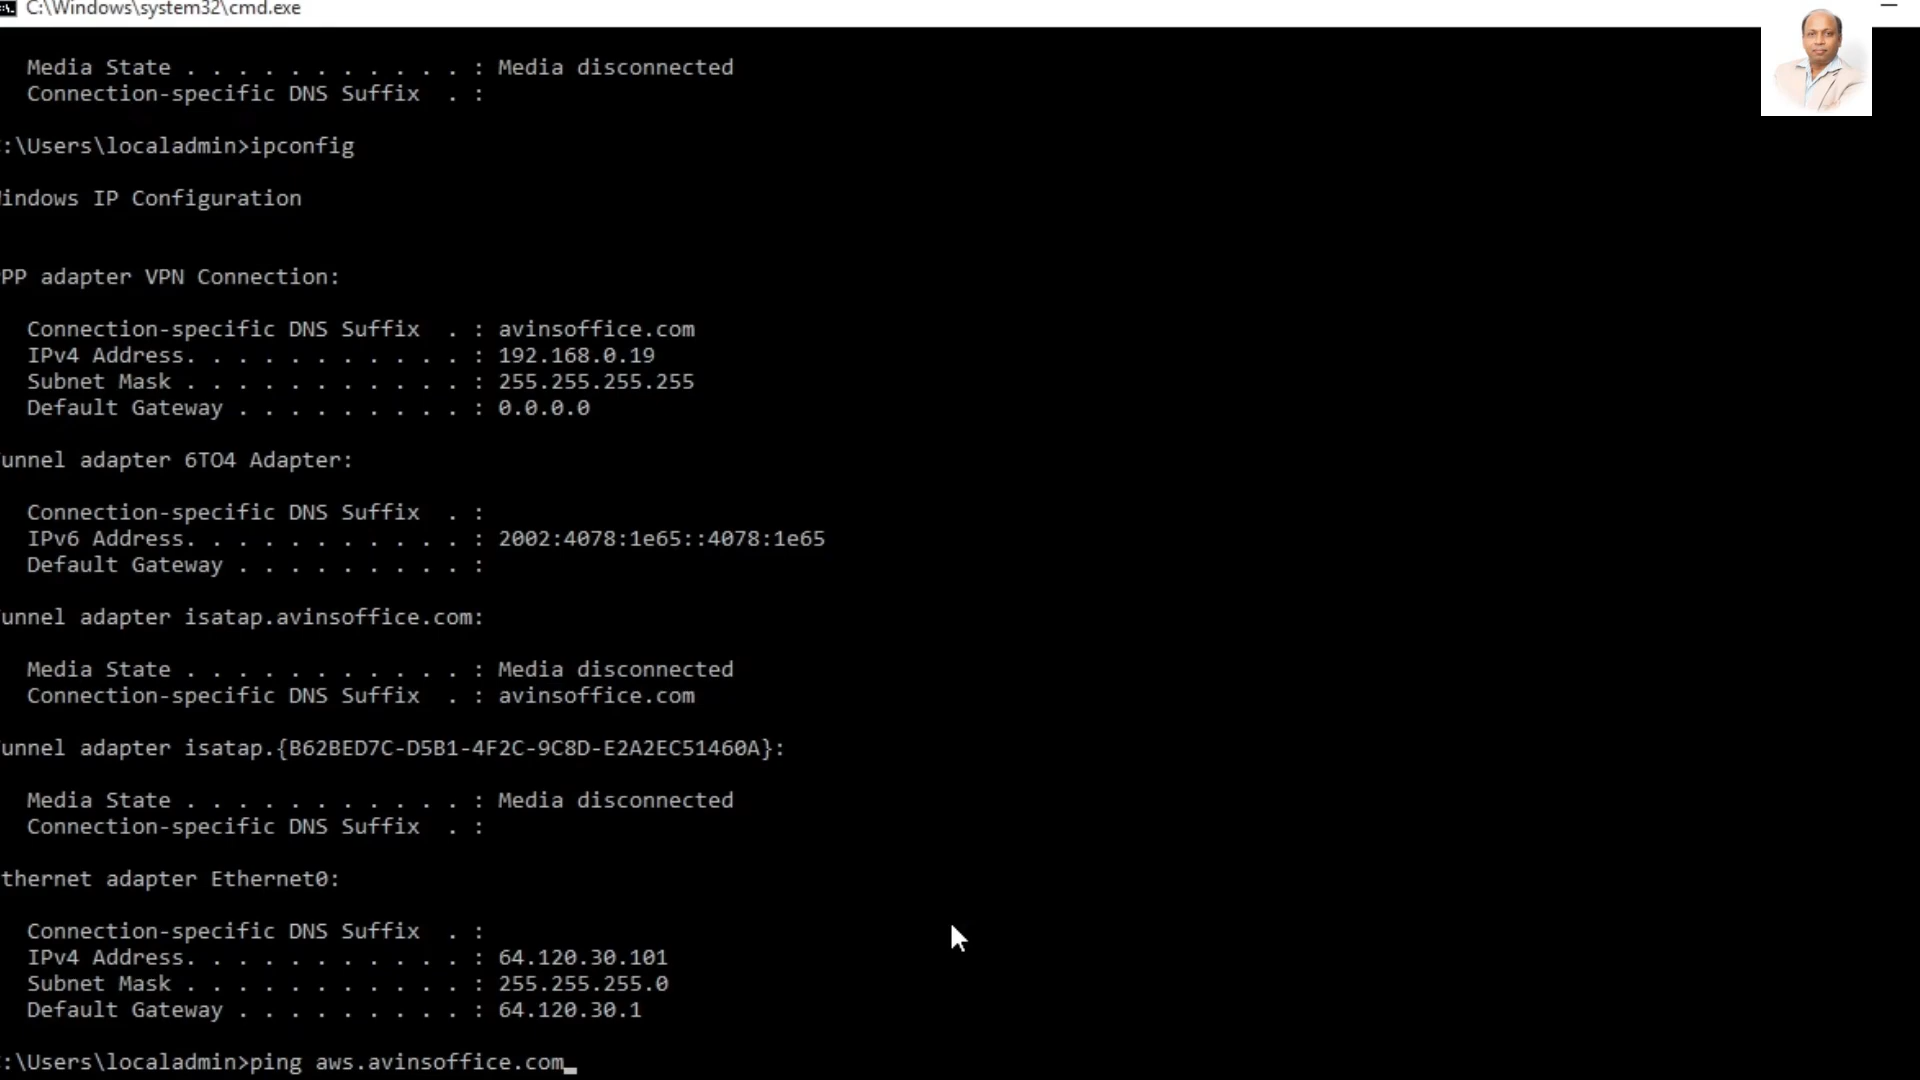 C:\Windows\system32\cmd.exe
Media State . . . . . . . . . . . : Media disconnected
Connection-specific DNS Suffix  . :
:\Users\localadmin>ipconfig
indows IP Configuration
PP adapter VPN Connection:
Connection-specific DNS Suffix  . : avinsoffice.com
IPv4 Address. . . . . . . . . . . : 192.168.0.19
Subnet Mask . . . . . . . . . . . : 255.255.255.255
Default Gateway . . . . . . . . . : 0.0.0.0
unnel adapter 6TO4 Adapter:
Connection-specific DNS Suffix  . :
IPv6 Address. . . . . . . . . . . : 2002:4078:1e65::4078:1e65
Default Gateway . . . . . . . . . :
unnel adapter isatap.avinsoffice.com:
Media State . . . . . . . . . . . : Media disconnected
Connection-specific DNS Suffix  . : avinsoffice.com
unnel adapter isatap.{B62BED7C-D5B1-4F2C-9C8D-E2A2EC51460A}:
Media State . . . . . . . . . . . : Media disconnected
Connection-specific DNS Suffix  . :
thernet adapter Ethernet0:
Connection-specific DNS Suffix  . :
IPv4 Address. . . . . . . . . . . : 64.120.30.101
Subnet Mask . . . . . . . . . . . : 255.255.255.0
Default Gateway . . . . . . . . . : 64.120.30.1
:\Users\localadmin>ping aws.avinsoffice.com_